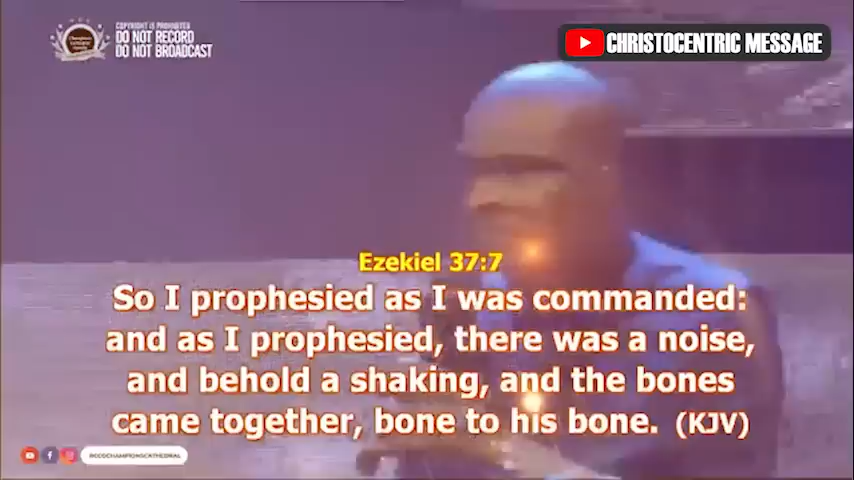 COPYRIGHT IS PROHIBITED
DO NOT RECORD
DO NOT BROADCAST
CHRISTOCENTRIC MESSAGE
Ezekiel 37:7
So I prophesied as I was commanded:
and as I prophesied, there was a noise,
and behold a shaking, and the bones
came together, bone to his bone. (KJV)